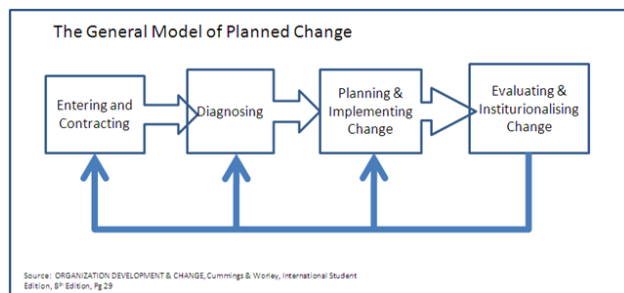 The General Model of Planned Change
Entering and
Contracting
Diagnosing
Planning &
Implementing
Change
Evaluating &
Institurionalising
Change
Source: ORGANIZATION DEVELOPMENT & CHANGE, Cummings & Worley, International Student
Edition, 8th Edition, Pg 29